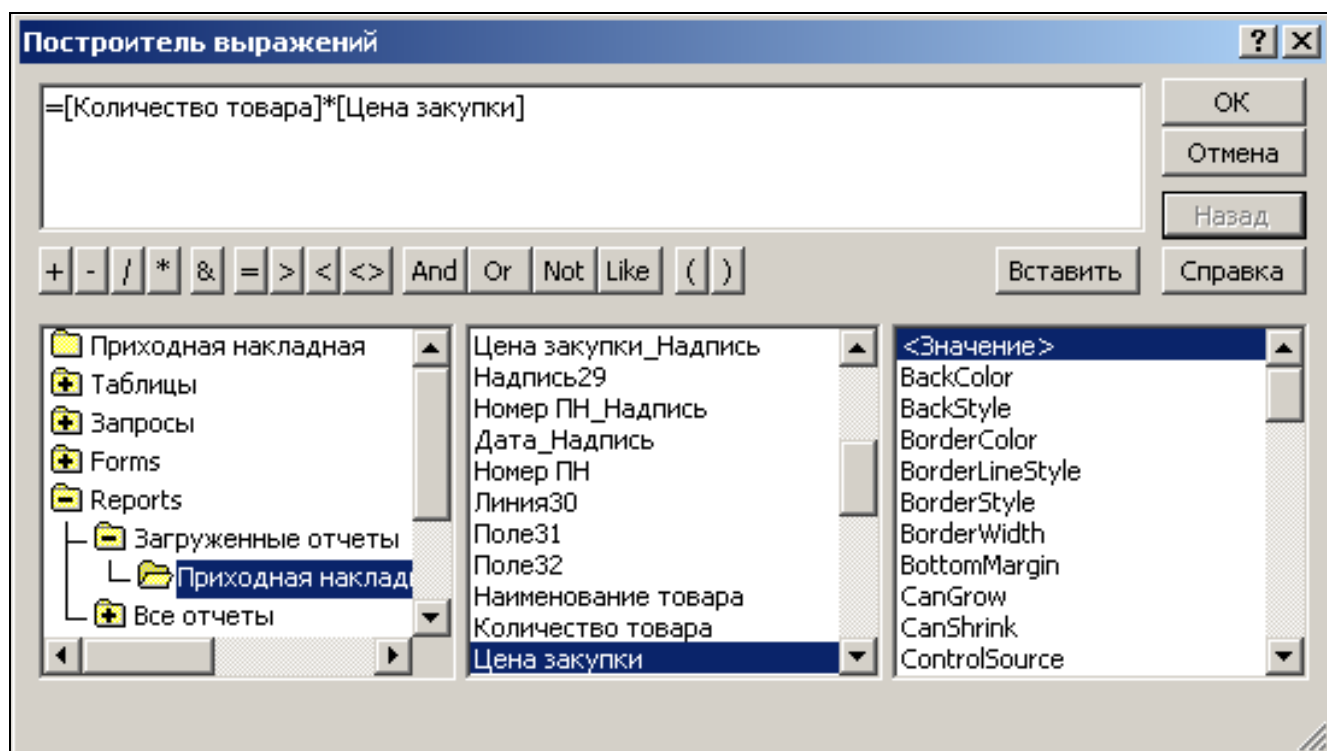 Построитель выражений
=[Количество товара]*[Цена закупки]
OK
Отмена
Назад
+ - / * & = > < <> And Or Not Like ( ) Вставить Справка
Приходная накладная
Таблицы
Запросы
Forms
Reports
Загруженные отчеты
Приходная наклад
Все отчеты
Цена закупки_Надпись
Надпись29
Номер ПН_Надпись
Дата_Надпись
Номер ПН
Линия30
Поле31
Поле32
Наименование товара
Количество товара
Цена закупки
<Значение>
BackColor
BackStyle
BorderColor
BorderLineStyle
BorderStyle
BorderWidth
BottomMargin
CanGrow
CanShrink
ControlSource